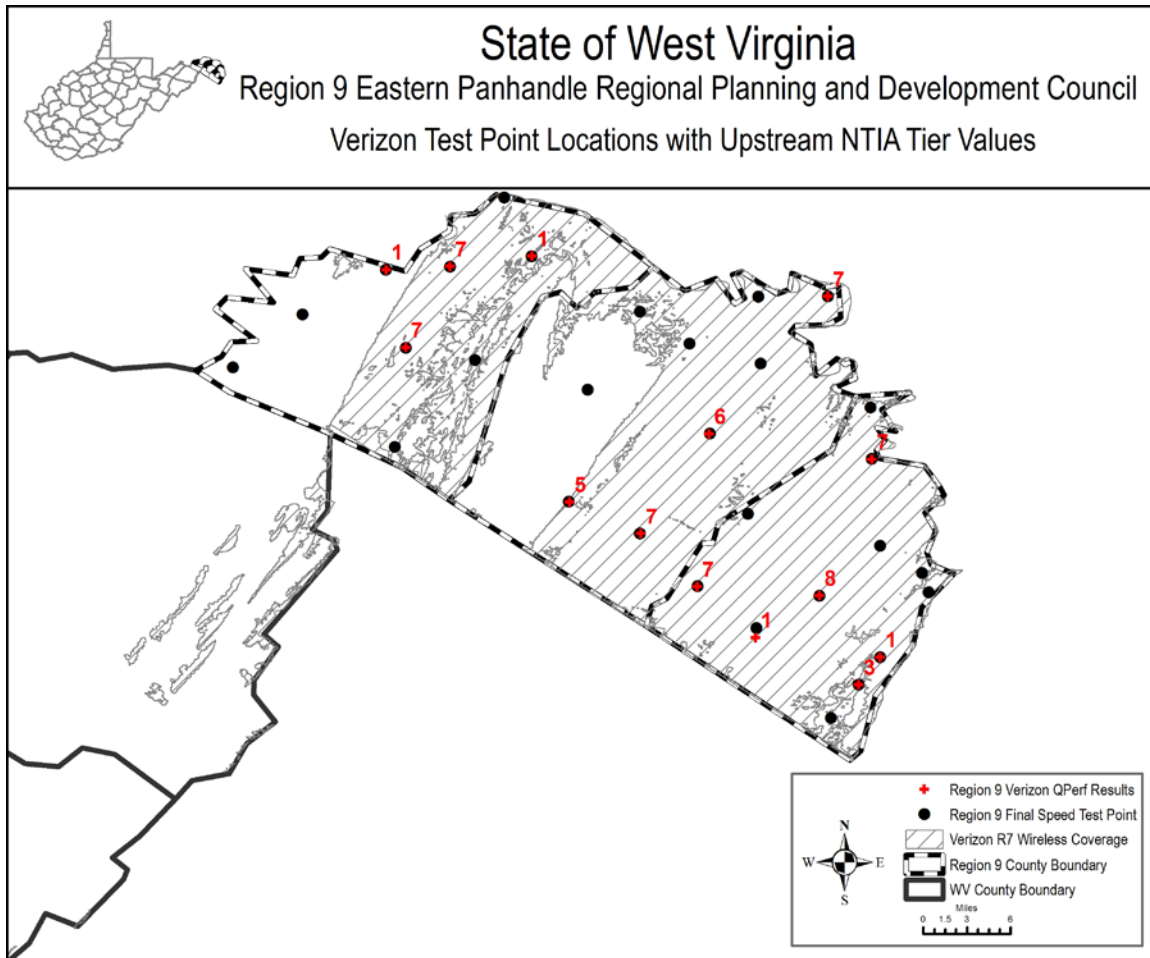 State of West Virginia
Region 9 Eastern Panhandle Regional Planning and Development Council
Verizon Test Point Locations with Upstream NTIA Tier Values
1
7
1
7
7
6
7
5
7
7
8
1
1
3
Region 9 Verizon QPerf Results
Region 9 Final Speed Test Point
Verizon R7 Wireless Coverage
Region 9 County Boundary
WV County Boundary
N
W E
S
Miles
0 1.5 3 6